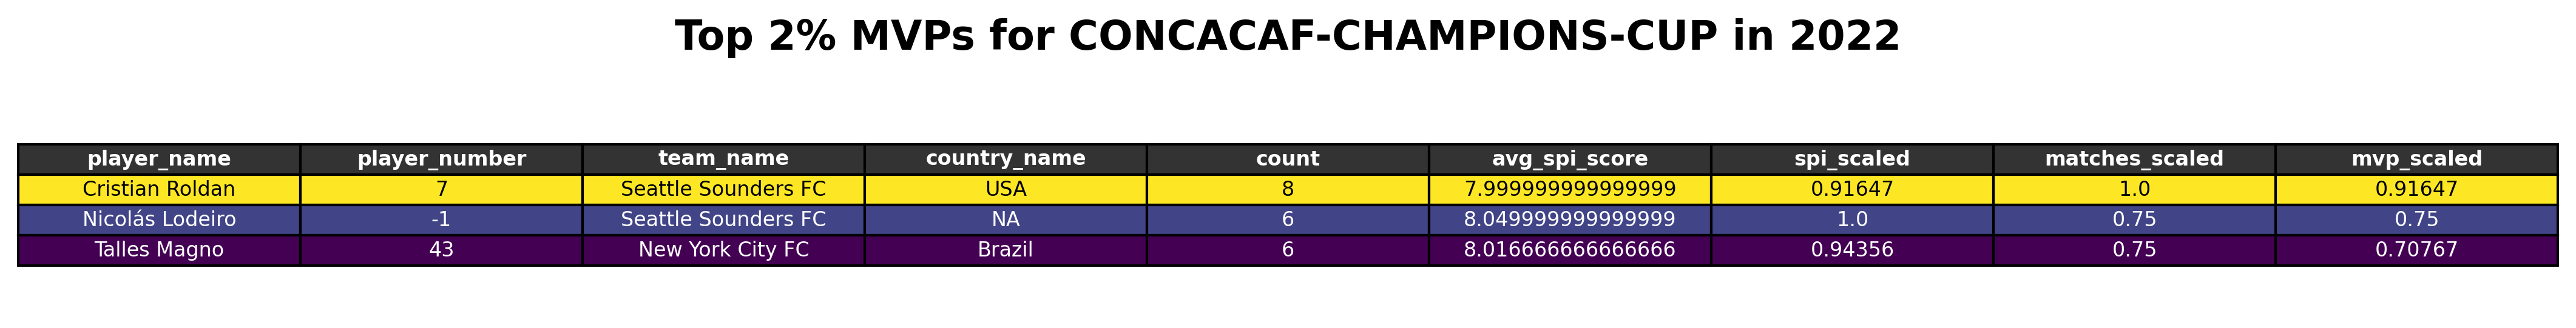 Top 2% MVPs for CONCACAF-CHAMPIONS-CUP in 2022
player_name player_number team_name country_name count avg_spi_score spi_scaled matches_scaled mvp_scaled
Cristian Roldan 7 Seattle Sounders FC USA 8 7.999999999999999 0.91647 1.0 0.91647
Nicolás Lodeiro -1 Seattle Sounders FC NA 6 8.049999999999999 1.0 0.75 0.75
Talles Magno 43 New York City FC Brazil 6 8.016666666666666 0.94356 0.75 0.70767